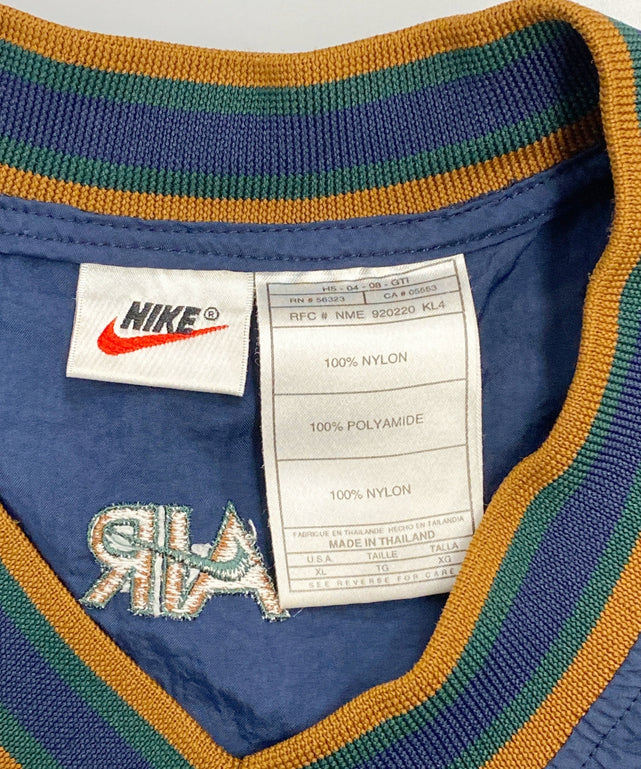 NIKE ®
HS - 04 - 08 - GTI
RN # 56323 CA # 05553
RFC # NME 920220 KL4
100% NYLON
100% POLYAMIDE
100% NYLON
FABRIQUE EN THAILANDE HECHO EN TAILANDIA
MADE IN THAILAND
U.S.A. TAILLE TALLA
XL TG XG
SEE REVERSE FOR CARE
AIR